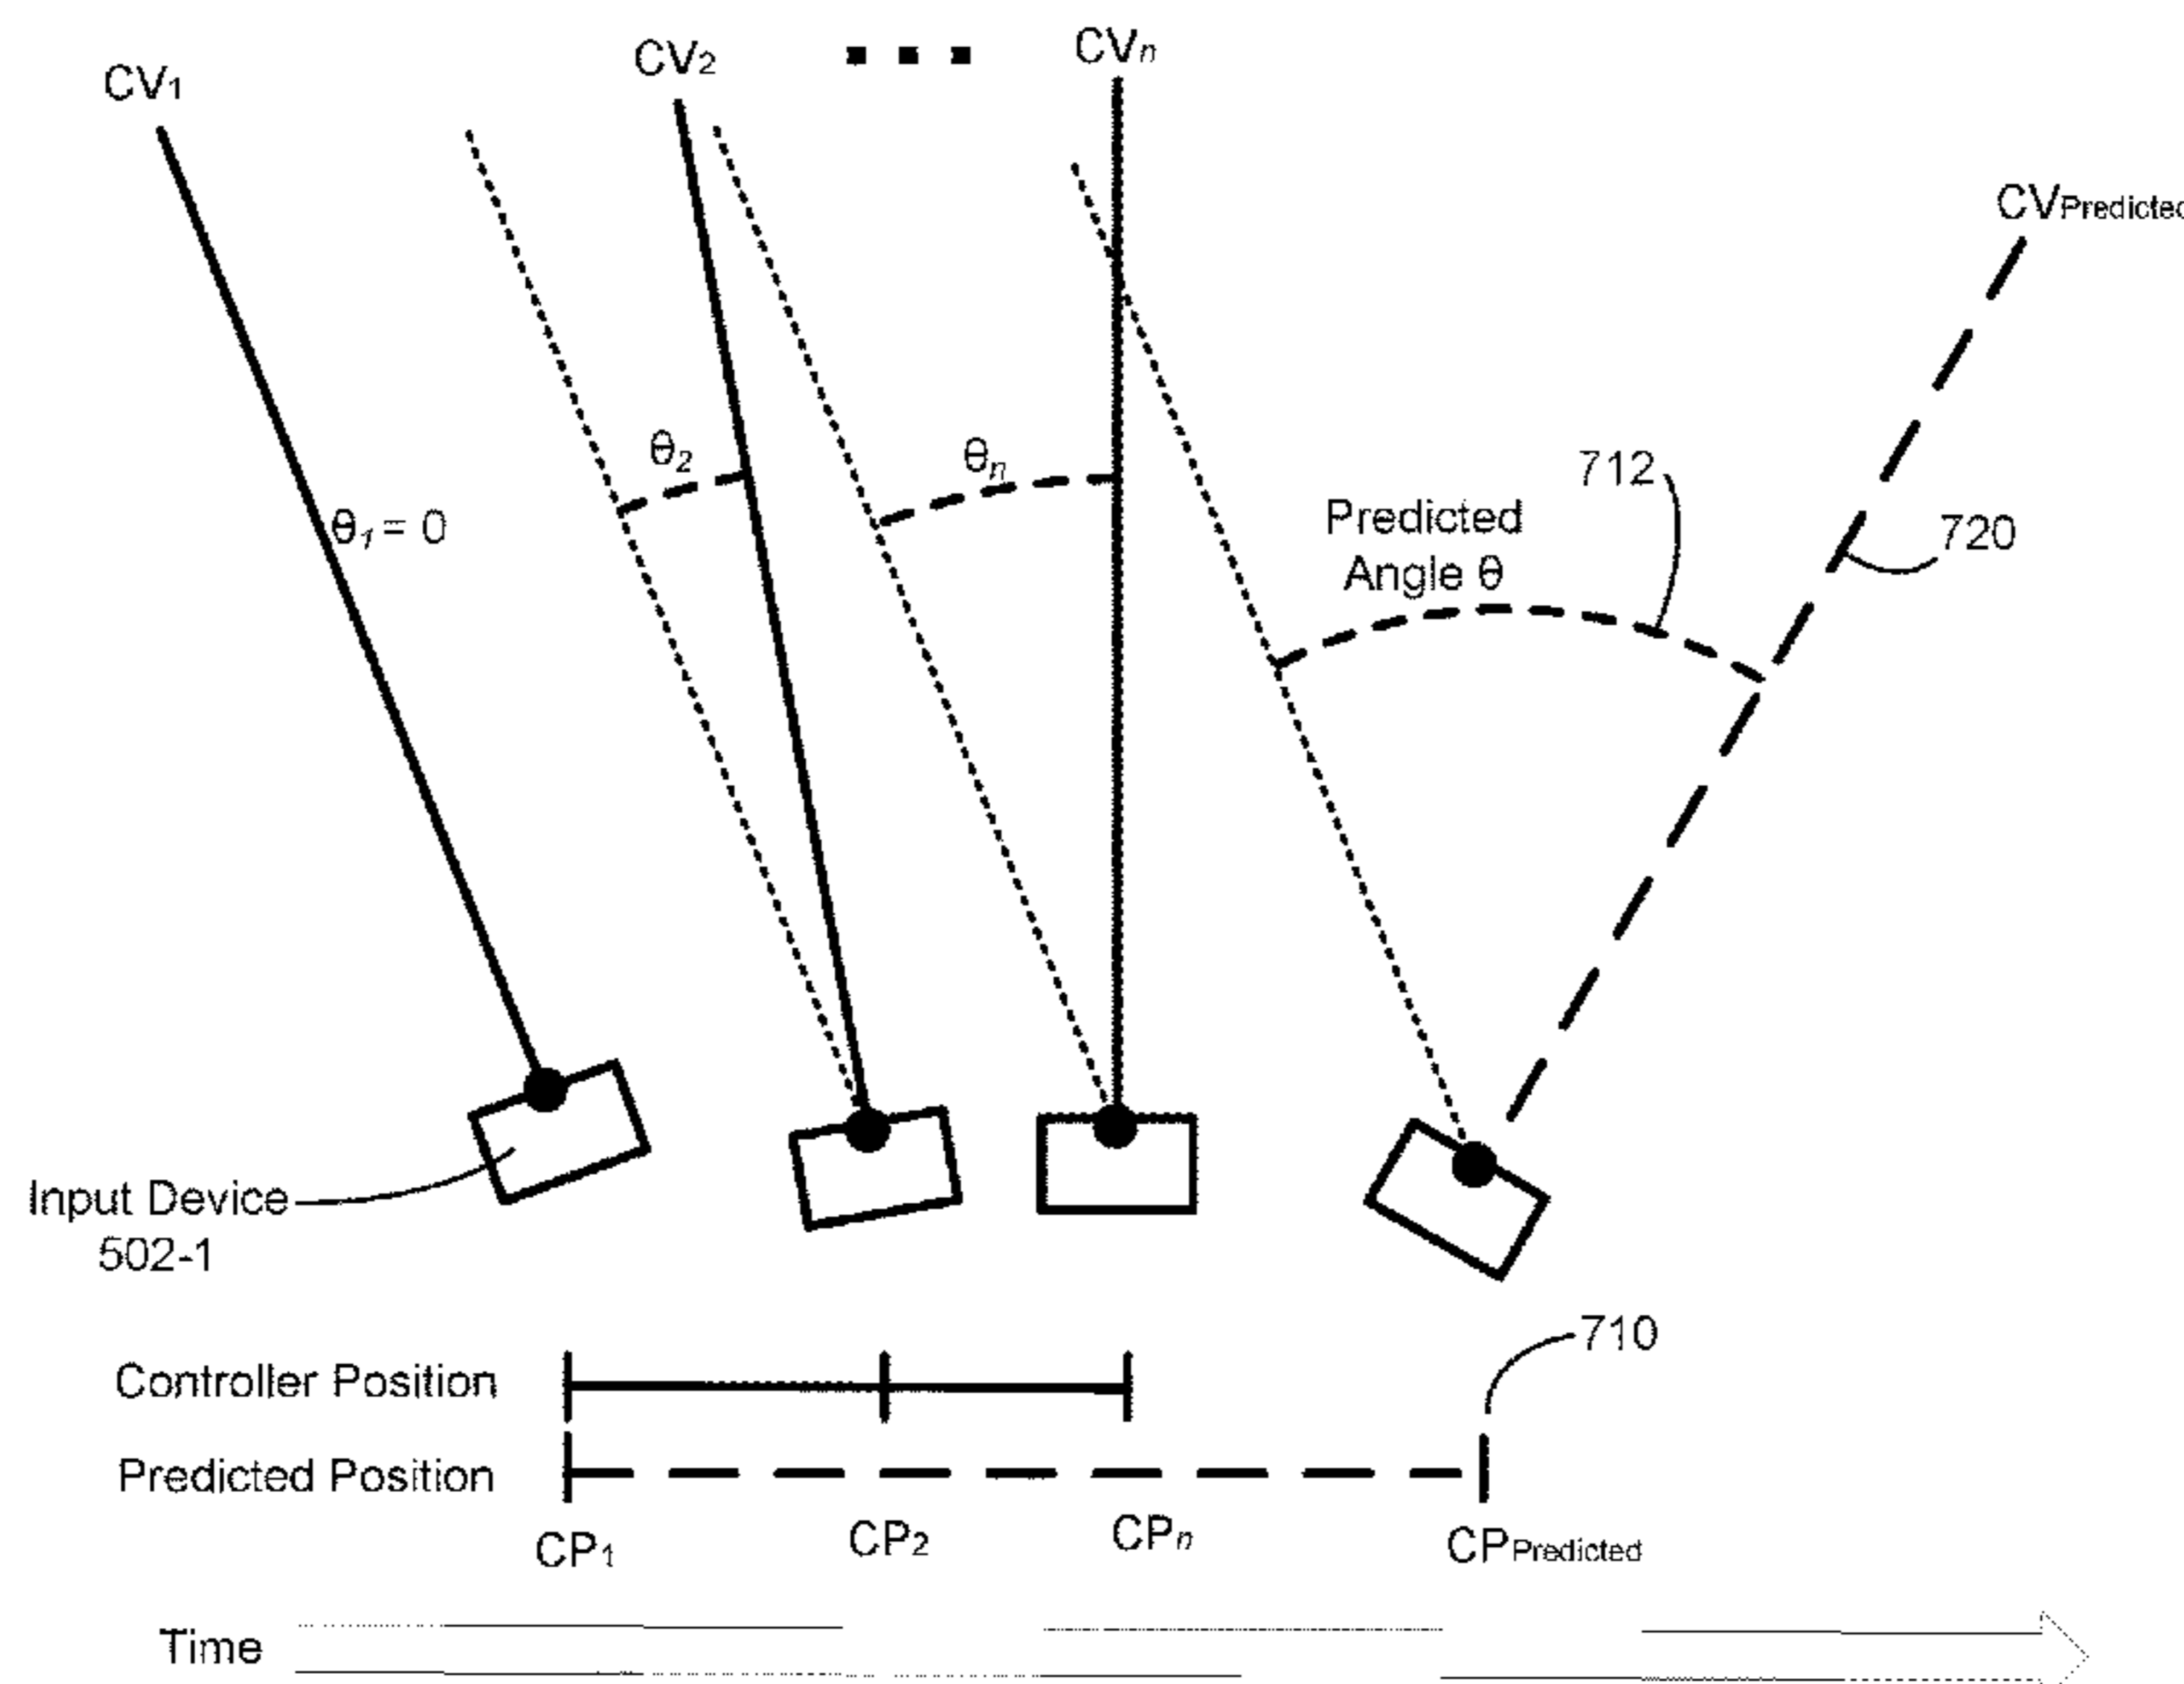 CV1
CV2
CVn
CVPredicted
θ2
θn
θ1 = 0
712
Predicted
Angle θ
720
Input Device
502-1
710
Controller Position
Predicted Position
CP1
CP2
CPn
CPPredicted
Time